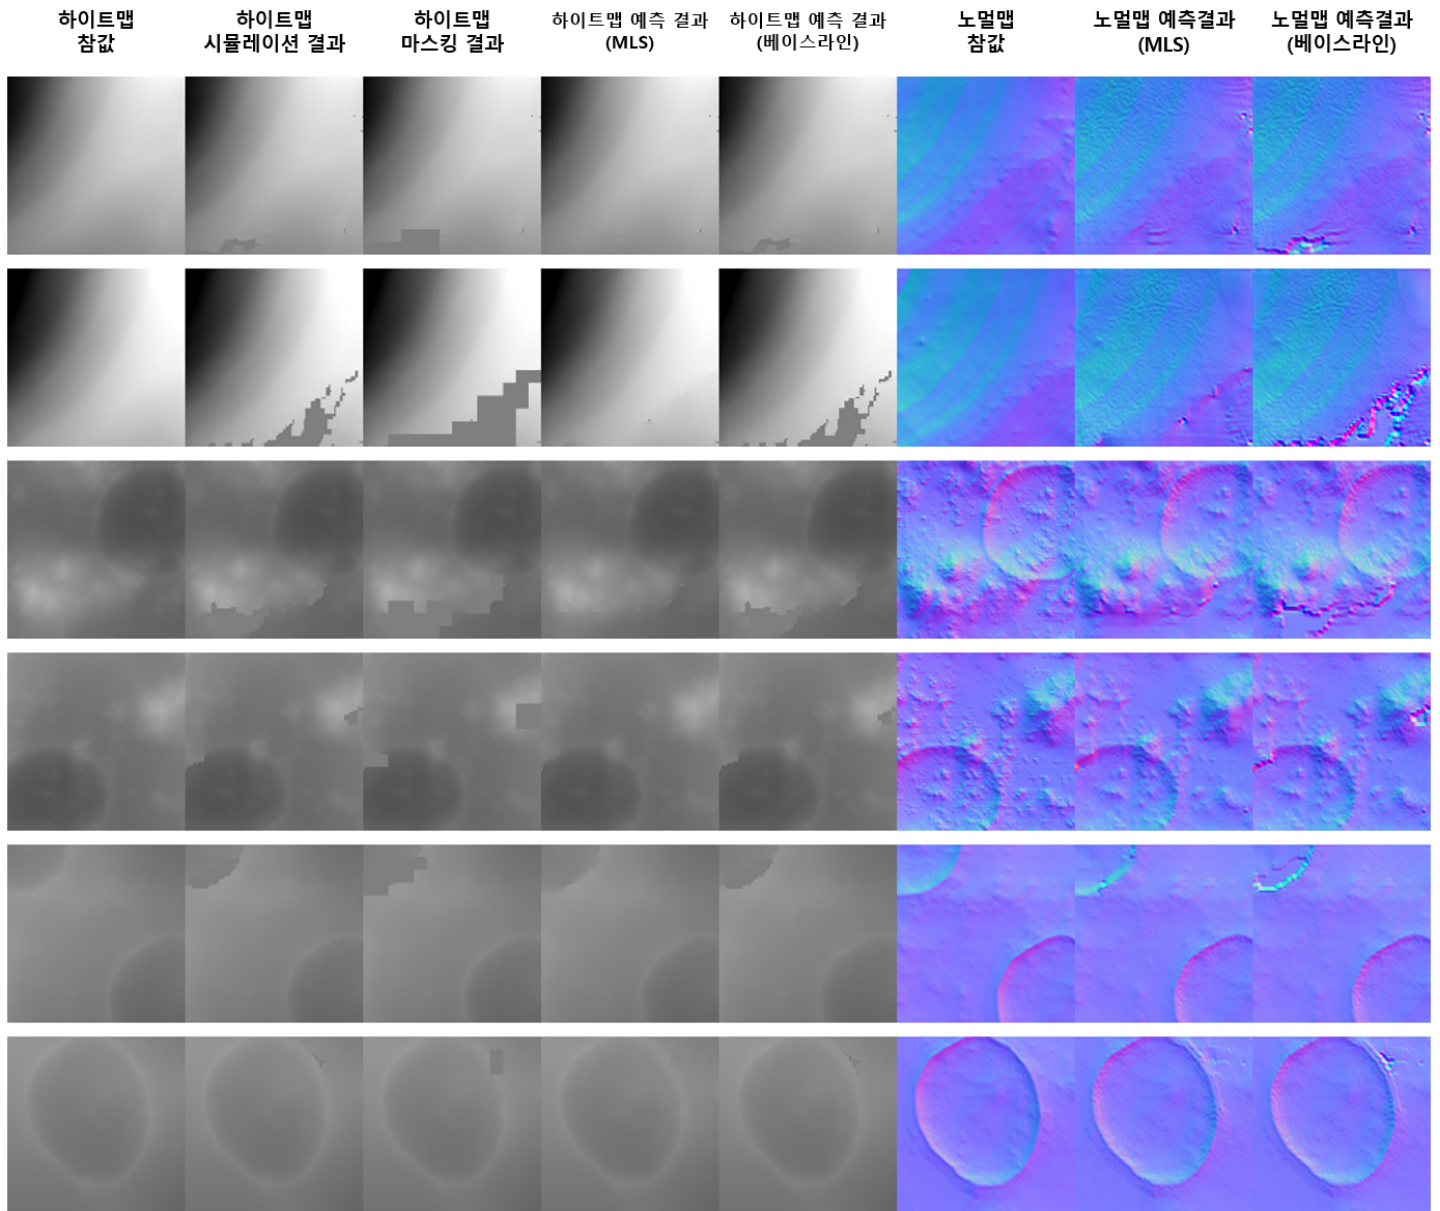 하이트맵
참값
하이트맵
시뮬레이션 결과
하이트맵
마스킹 결과
하이트맵 예측 결과
(MLS)
하이트맵 예측 결과
(베이스라인)
노멀맵
참값
노멀맵 예측결과
(MLS)
노멀맵 예측결과
(베이스라인)